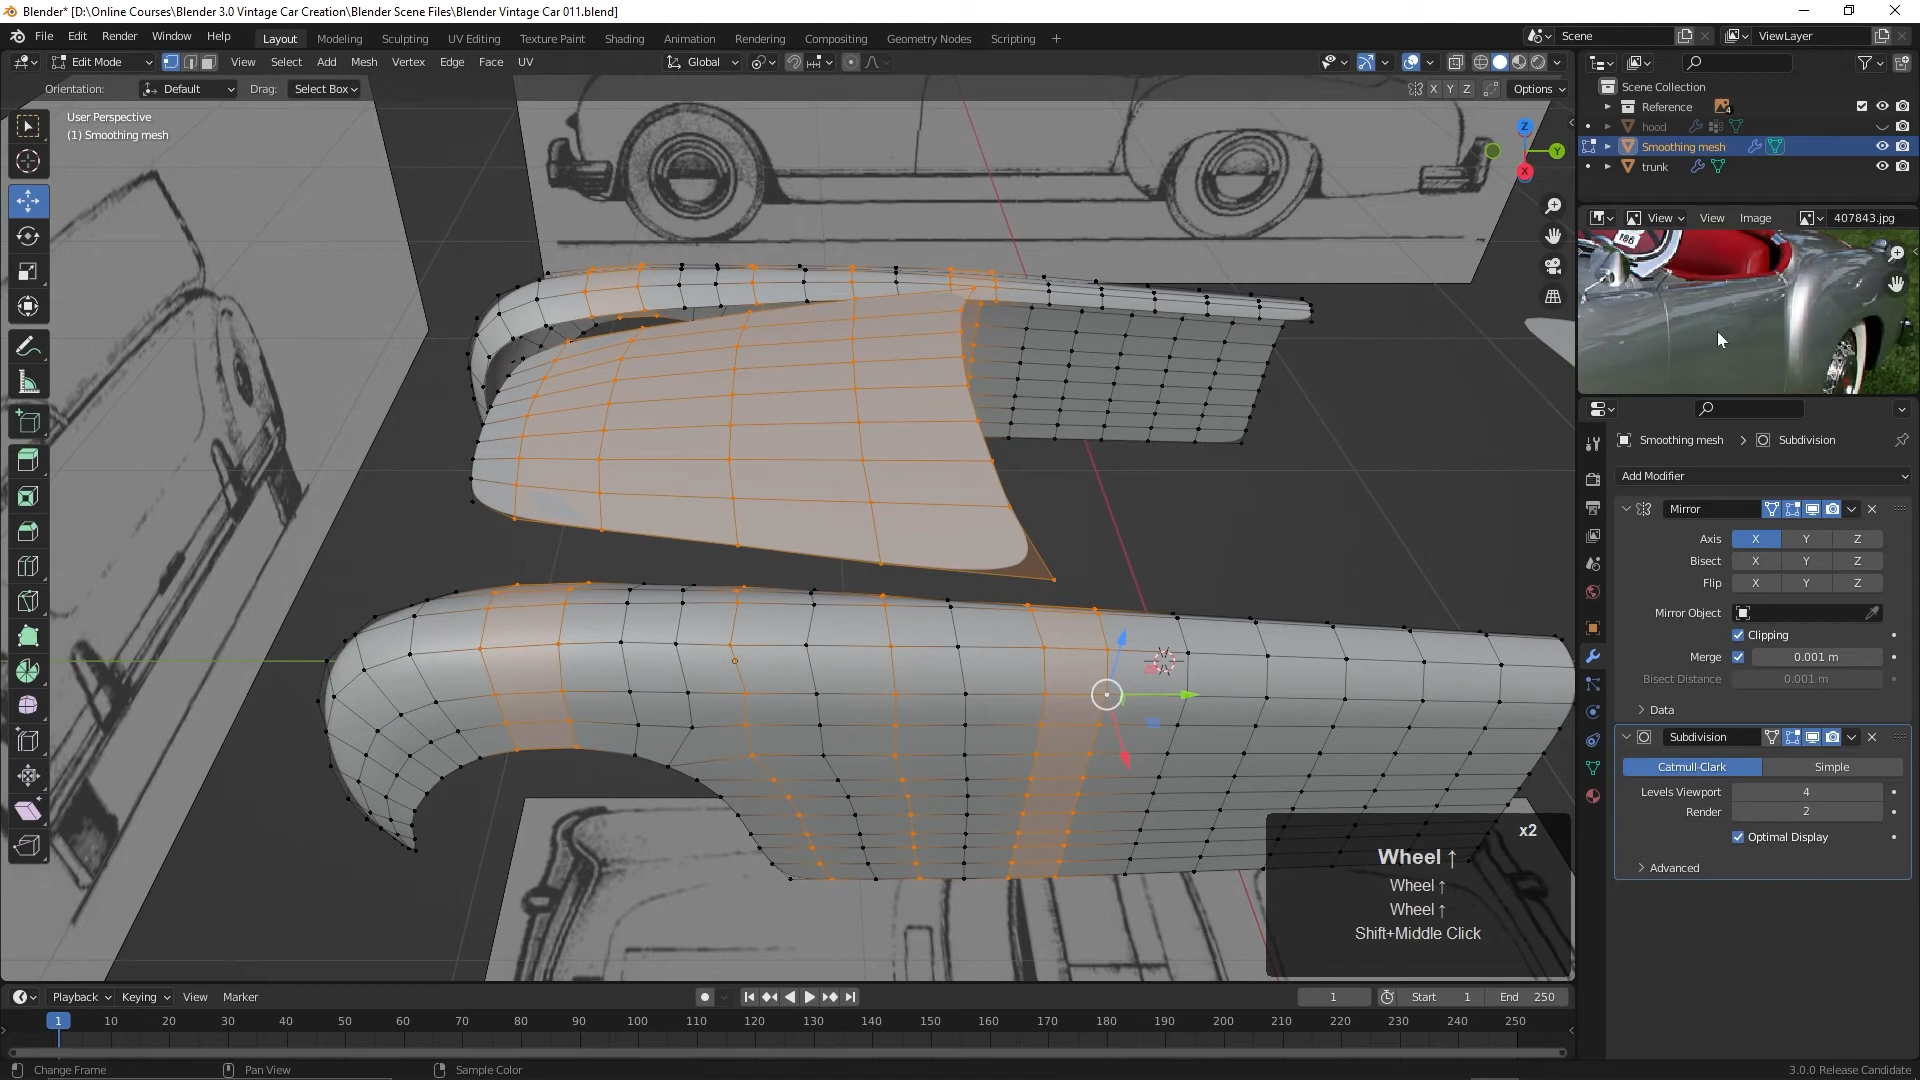 Blender* [D:\Online Courses\Blender 3.0 Vintage Car Creation\Blender Scene Files\Blender Vintage Car 011.blend]
File Edit Render Window Help Layout Modeling Sculpting UV Editing Texture Paint Shading Animation Rendering Compositing Geometry Nodes Scripting + Scene ViewLayer
Edit Mode View Select Add Mesh Vertex Edge Face UV Global
Orientation: Default Drag: Select Box X Y Z Options
User Perspective
(1) Smoothing mesh
Z
Y
X
Scene Collection
Reference 4
hood
Smoothing mesh
trunk
View View Image 407843.jpg
Smoothing mesh > Subdivision
Add Modifier
Mirror
Axis X Y Z
Bisect X Y Z
Flip X Y Z
Mirror Object
Clipping
Merge 0.001 m
Bisect Distance 0.001 m
Data
Subdivision
Catmull-Clark Simple
Levels Viewport 4
Render 2
Optimal Display
Advanced
x2
Wheel ↑
Wheel ↑
Wheel ↑
Shift+Middle Click
Playback Keying View Marker 1 Start 1 End 250
1 10 20 30 40 50 60 70 80 90 100 110 120 130 140 150 160 170 180 190 200 210 220 230 240 250
Change Frame Pan View Sample Color 3.0.0 Release Candidate